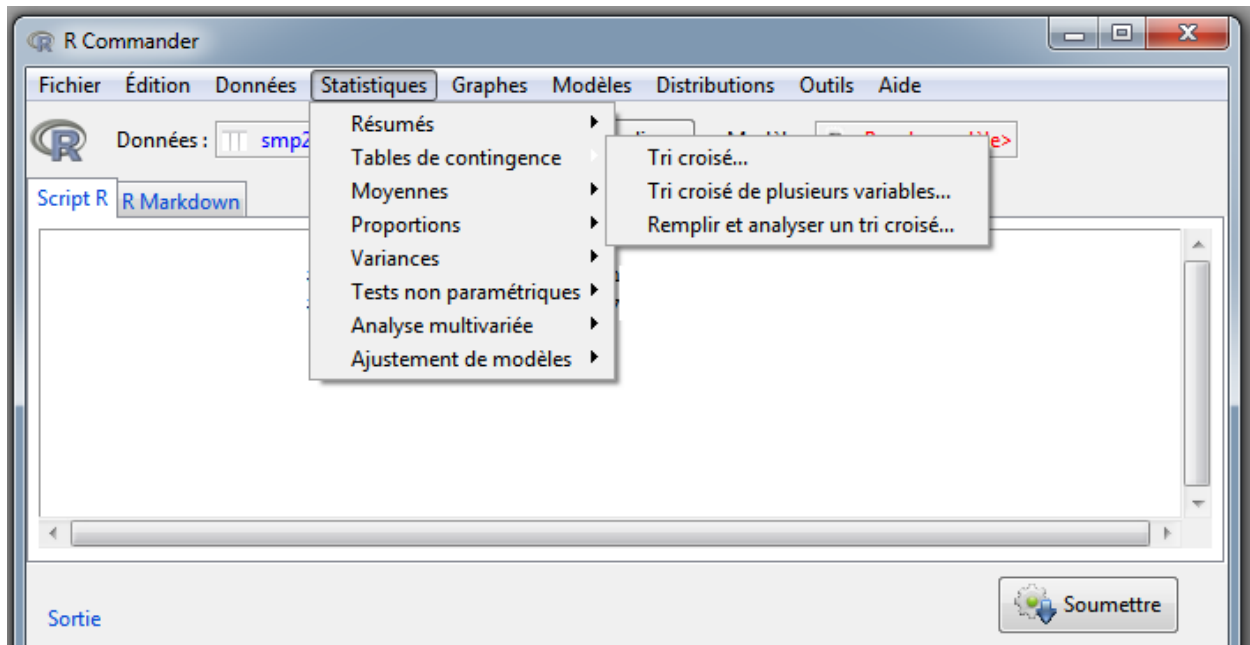 R Commander
Fichier Édition Données Statistiques Graphes Modèles Distributions Outils Aide
Données : smp2
Script R R Markdown
Résumés
Tables de contingence
Moyennes
Proportions
Variances
Tests non paramétriques
Analyse multivariée
Ajustement de modèles
Tri croisé...
Tri croisé de plusieurs variables...
Remplir et analyser un tri croisé...
Sortie
Soumettre